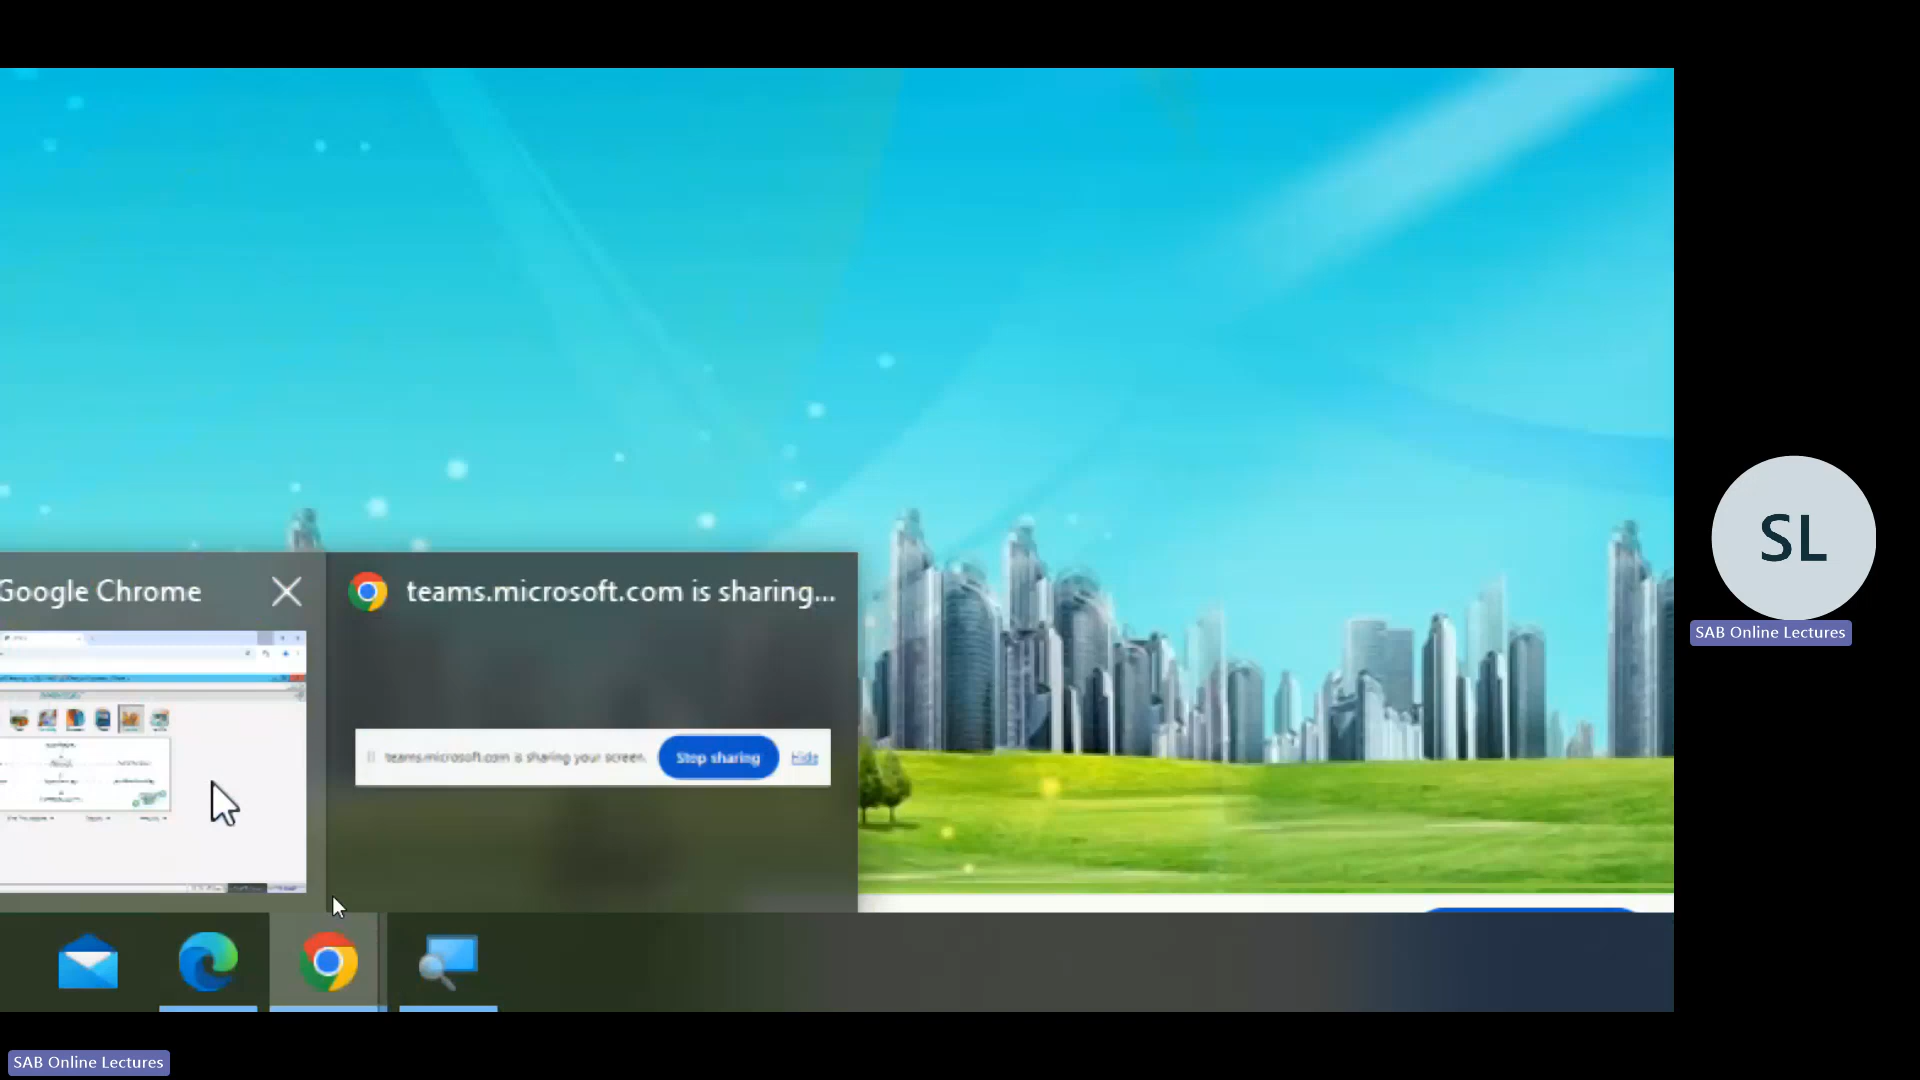 Google Chrome
teams.microsoft.com is sharing...
teams.microsoft.com is sharing your screen. Stop sharing Hide
SL
SAB Online Lectures
SAB Online Lectures